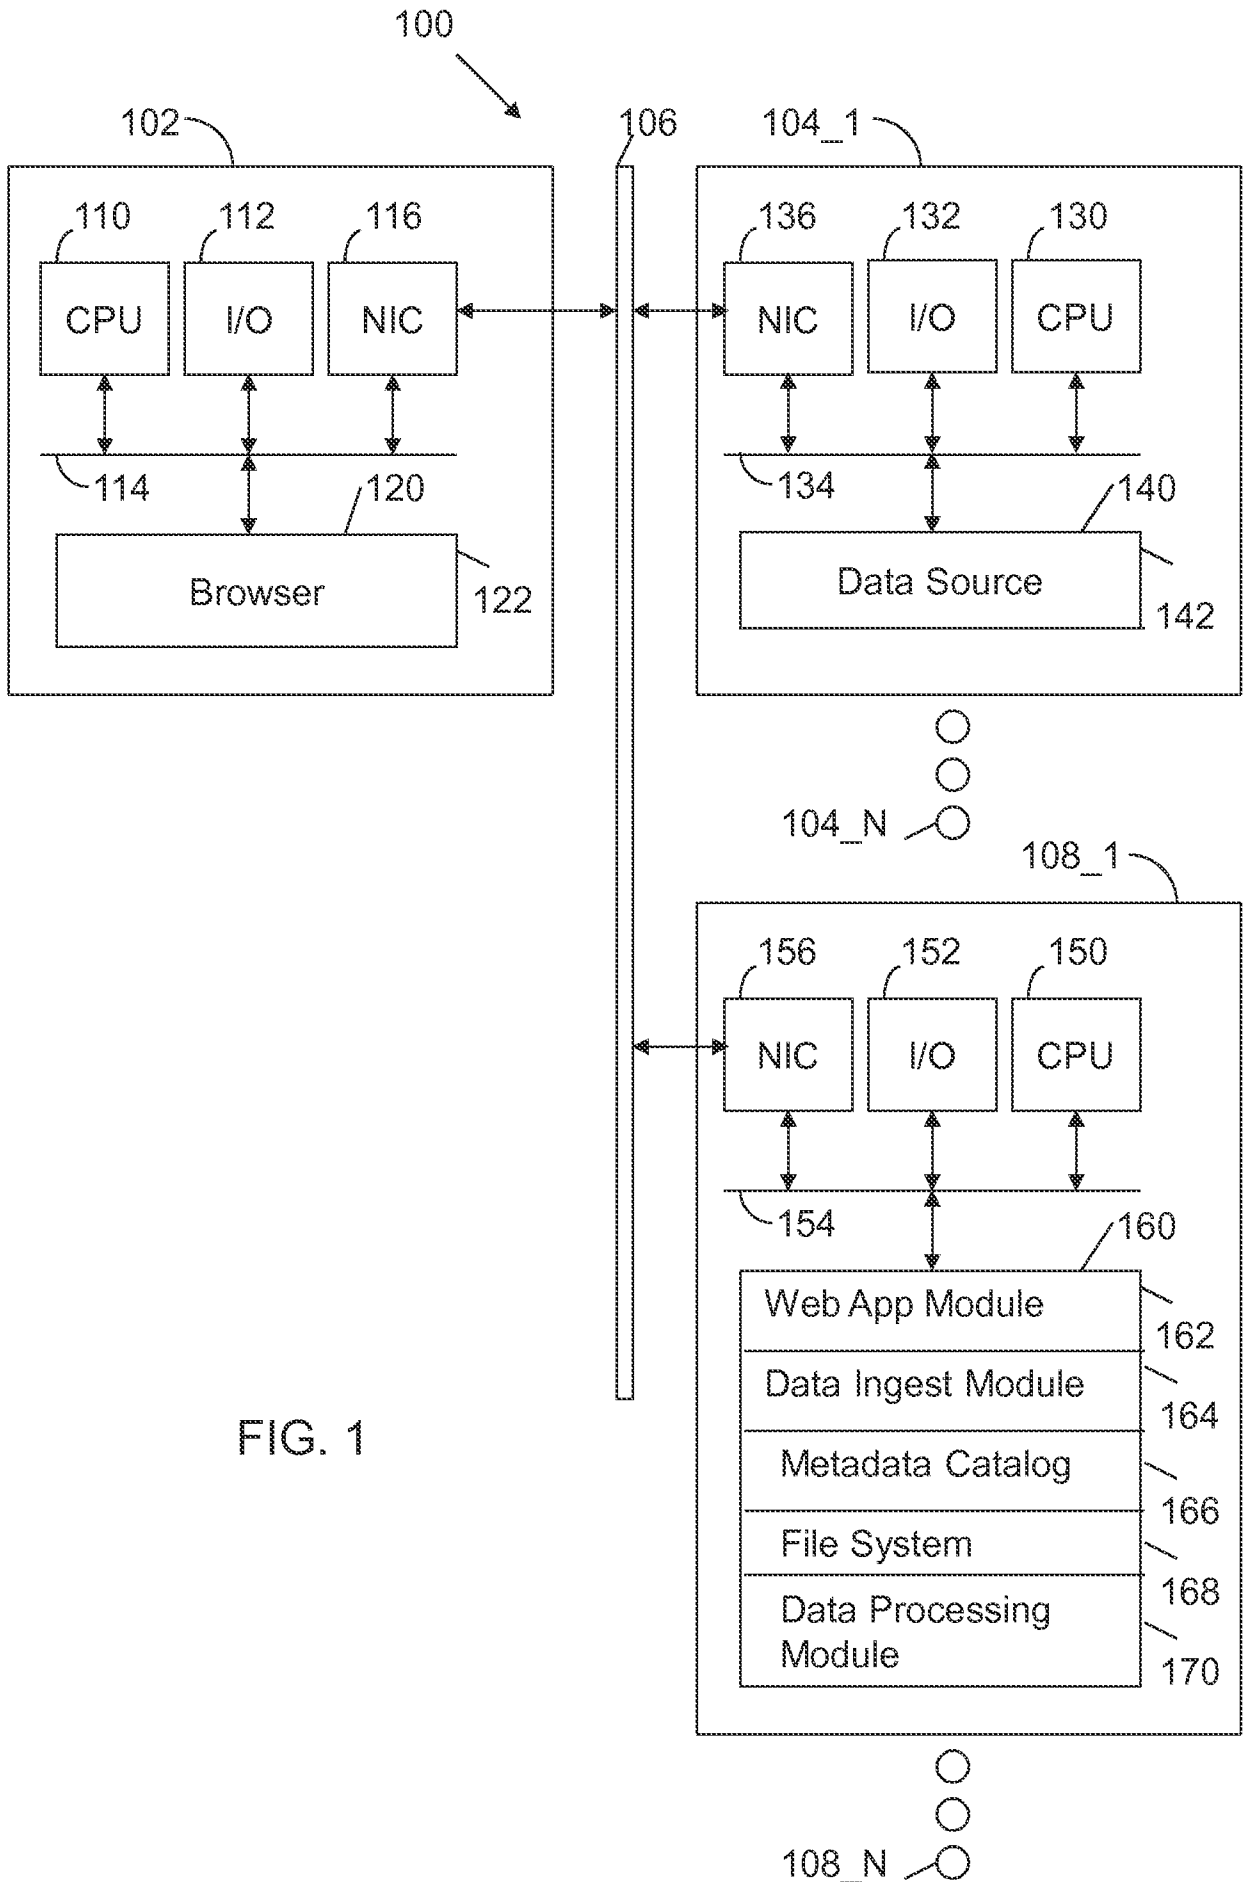 100
102
106
104_1
110
112
116
136
132
130
CPU
I/O
NIC
NIC
I/O
CPU
114
120
134
140
Browser
122
Data Source
142
104_N
108_1
156
152
150
NIC
I/O
CPU
154
160
Web App Module
162
Data Ingest Module
164
Metadata Catalog
166
File System
168
Data Processing
Module
170
FIG. 1
108_N